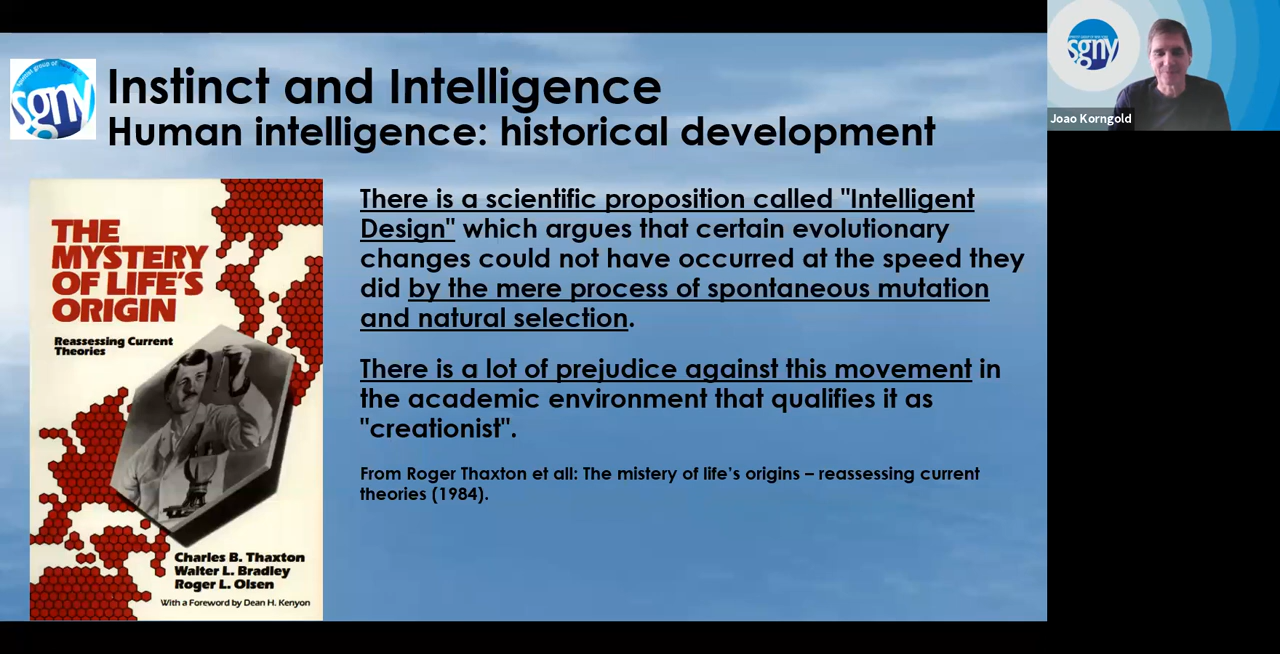 sgny
Instinct and Intelligence
Human intelligence: historical development
THE
MYSTERY
OF LIFE'S
ORIGIN
Reassessing Current
Theories
Charles B. Thaxton
Walter L. Bradley
Roger L. Olsen
With a Foreword by Dean H. Kenyon
There is a scientific proposition called "Intelligent
Design" which argues that certain evolutionary
changes could not have occurred at the speed they
did by the mere process of spontaneous mutation
and natural selection.
There is a lot of prejudice against this movement in
the academic environment that qualifies it as
"creationist".
From Roger Thaxton et all: The mistery of life's origins – reassessing current
theories (1984).
sgny
Joao Korngold